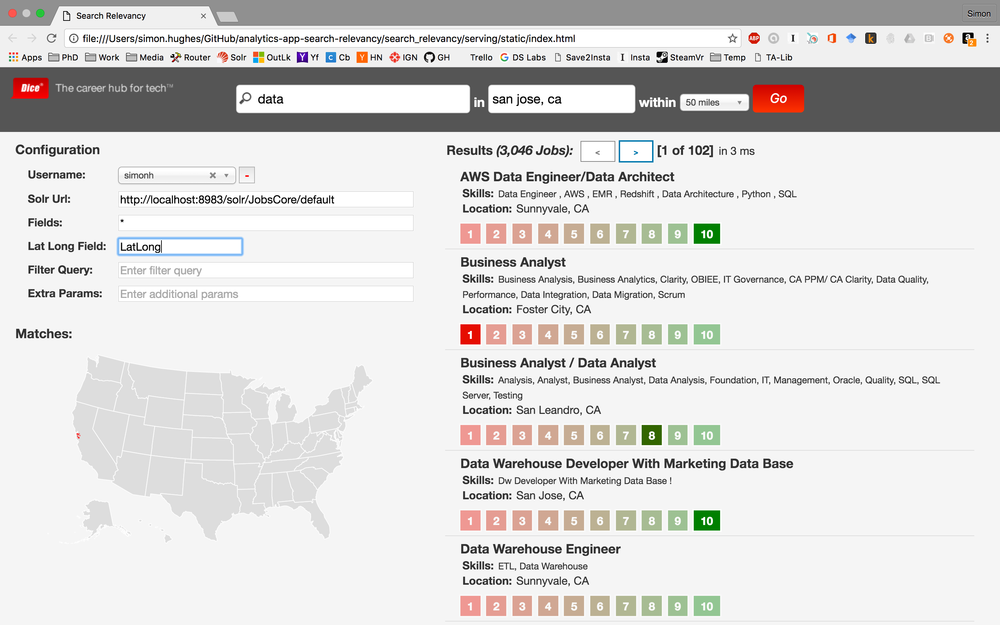 Search Relevancy
Simon
file:///Users/simon.hughes/GitHub/analytics-app-search-relevancy/search_relevancy/serving/static/index.html
ABP
k
B
a
2
Apps PhD Work Media Router Solr OutLk Yf Cb HN IGN GH Trello DS Labs Save2Insta Insta SteamVr Temp TA-Lib
Dice® The career hub for tech™
data in san jose, ca within 50 miles Go
Configuration
Username: simonh -
Solr Url: http://localhost:8983/solr/JobsCore/default
Fields: *
Lat Long Field: LatLong
Filter Query: Enter filter query
Extra Params: Enter additional params
Matches:
Results (3,046 Jobs): < > [1 of 102] in 3 ms
AWS Data Engineer/Data Architect
Skills: Data Engineer , AWS , EMR , Redshift , Data Architecture , Python , SQL
Location: Sunnyvale, CA
1 2 3 4 5 6 7 8 9 10
Business Analyst
Skills: Business Analysis, Business Analytics, Clarity, OBIEE, IT Governance, CA PPM/ CA Clarity, Data Quality,
Performance, Data Integration, Data Migration, Scrum
Location: Foster City, CA
1 2 3 4 5 6 7 8 9 10
Business Analyst / Data Analyst
Skills: Analysis, Analyst, Business Analyst, Data Analysis, Foundation, IT, Management, Oracle, Quality, SQL, SQL
Server, Testing
Location: San Leandro, CA
1 2 3 4 5 6 7 8 9 10
Data Warehouse Developer With Marketing Data Base
Skills: Dw Developer With Marketing Data Base !
Location: San Jose, CA
1 2 3 4 5 6 7 8 9 10
Data Warehouse Engineer
Skills: ETL, Data Warehouse
Location: Sunnyvale, CA
1 2 3 4 5 6 7 8 9 10